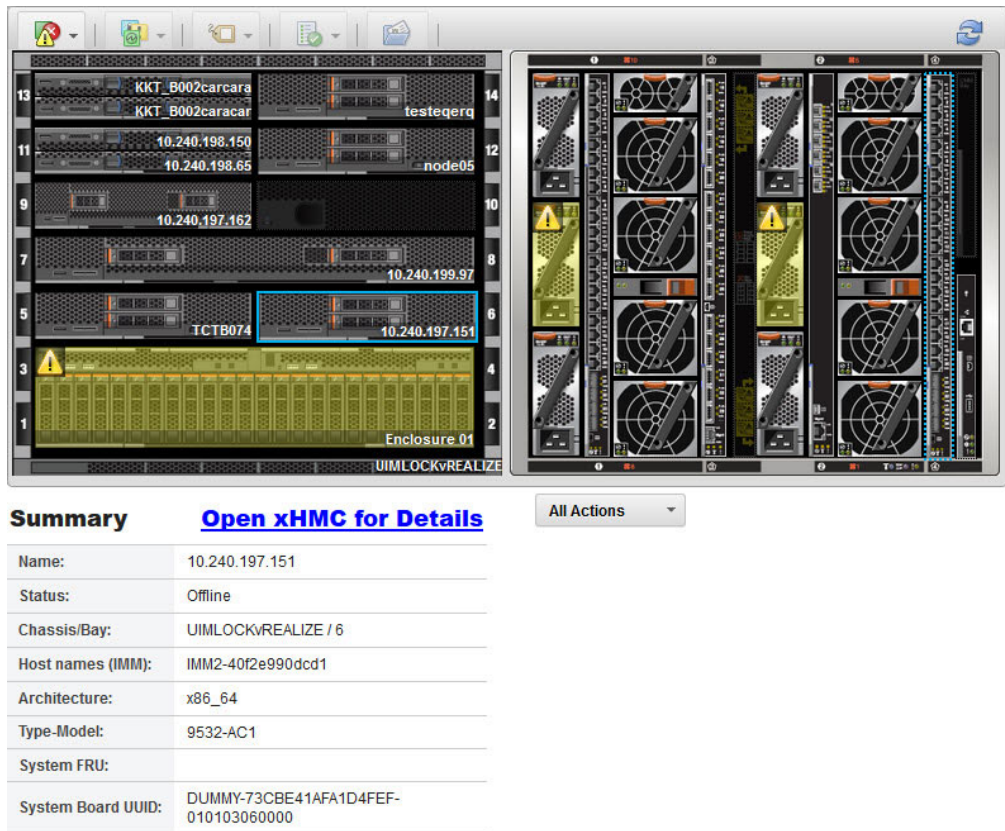 13
KKT_B002carcara
KKT_B002caracar
testeqerq
14
11
10.240.198.150
10.240.198.65
node05
12
9
10.240.197.162
10
7
10.240.199.97
8
5
TCTB074
10.240.197.151
6
3
4
1
Enclosure 01
2
UIMLOCKvREALIZE
Summary
Open xHMC for Details
All Actions
Name: 10.240.197.151
Status: Offline
Chassis/Bay: UIMLOCKvREALIZE / 6
Host names (IMM): IMM2-40f2e990dcd1
Architecture: x86_64
Type-Model: 9532-AC1
System FRU:
System Board UUID: DUMMY-73CBE41AFA1D4FEF-
010103060000